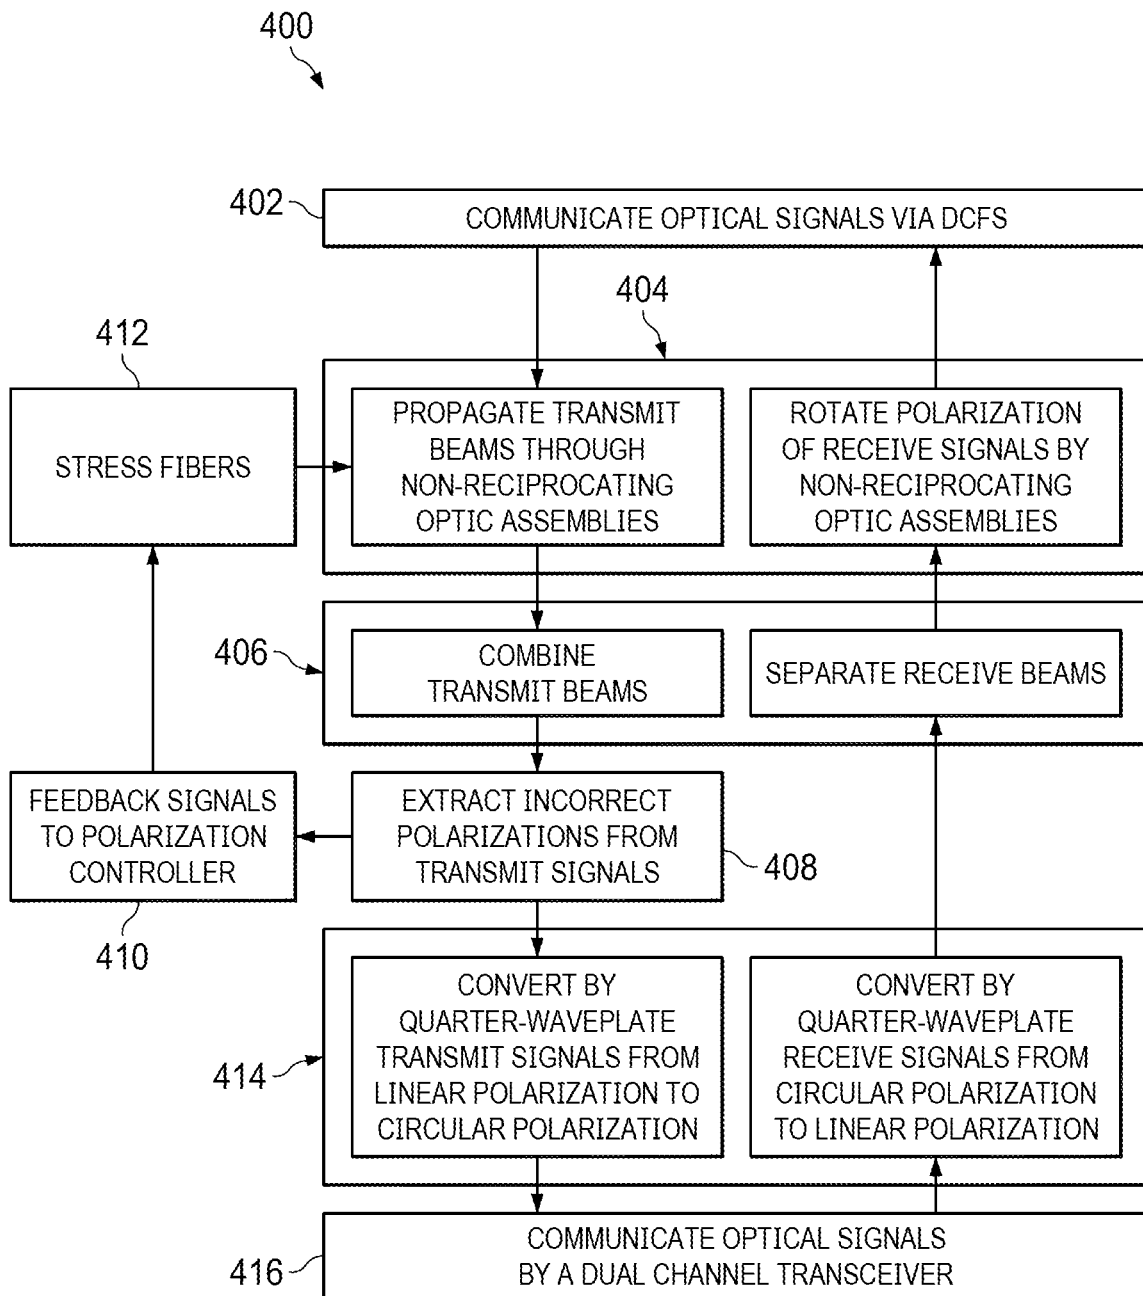 400
402
COMMUNICATE OPTICAL SIGNALS VIA DCFS
404
412
STRESS FIBERS
PROPAGATE TRANSMIT
BEAMS THROUGH
NON-RECIPROCATING
OPTIC ASSEMBLIES
ROTATE POLARIZATION
OF RECEIVE SIGNALS BY
NON-RECIPROCATING
OPTIC ASSEMBLIES
406
COMBINE
TRANSMIT BEAMS
SEPARATE RECEIVE BEAMS
FEEDBACK SIGNALS
TO POLARIZATION
CONTROLLER
410
EXTRACT INCORRECT
POLARIZATIONS FROM
TRANSMIT SIGNALS
408
414
CONVERT BY
QUARTER-WAVEPLATE
TRANSMIT SIGNALS FROM
LINEAR POLARIZATION TO
CIRCULAR POLARIZATION
CONVERT BY
QUARTER-WAVEPLATE
RECEIVE SIGNALS FROM
CIRCULAR POLARIZATION
TO LINEAR POLARIZATION
416
COMMUNICATE OPTICAL SIGNALS
BY A DUAL CHANNEL TRANSCEIVER